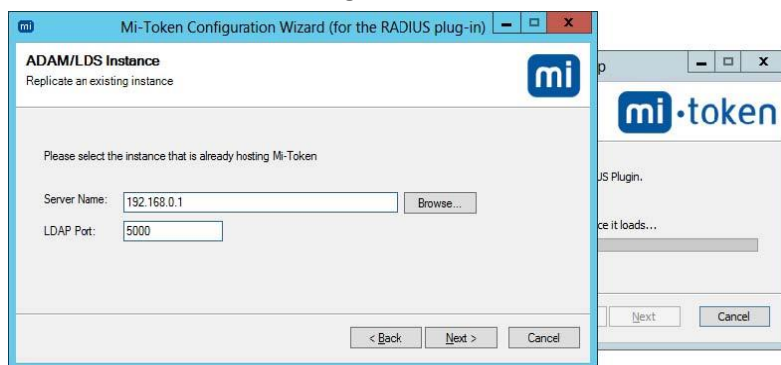 mi
Mi-Token Configuration Wizard (for the RADIUS plug-in)
ADAM/LDS Instance
Replicate an existing instance
mi
Please select the instance that is already hosting Mi-Token
Server Name:
192.168.0.1
Browse...
LDAP Port:
5000
< Back
Next >
Cancel
p
mi·token
JS Plugin.
ce it loads...
Next
Cancel